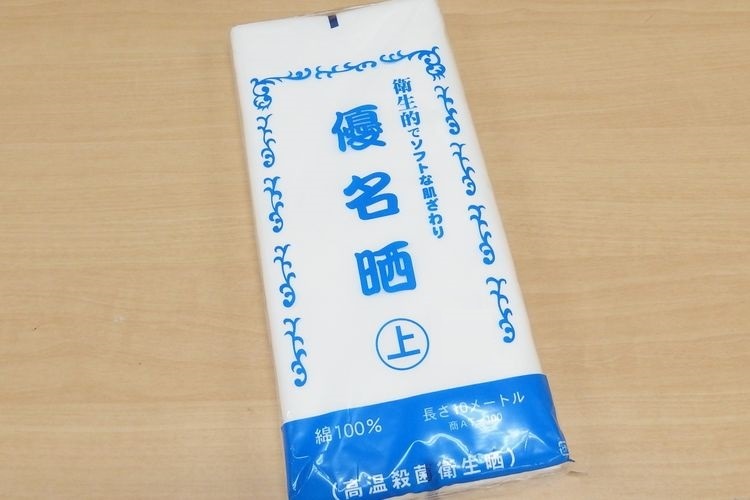 衛生的でソフトな肌ざわり
優名晒
上
綿100%
長さ10メートル
(高温殺菌衛生晒)